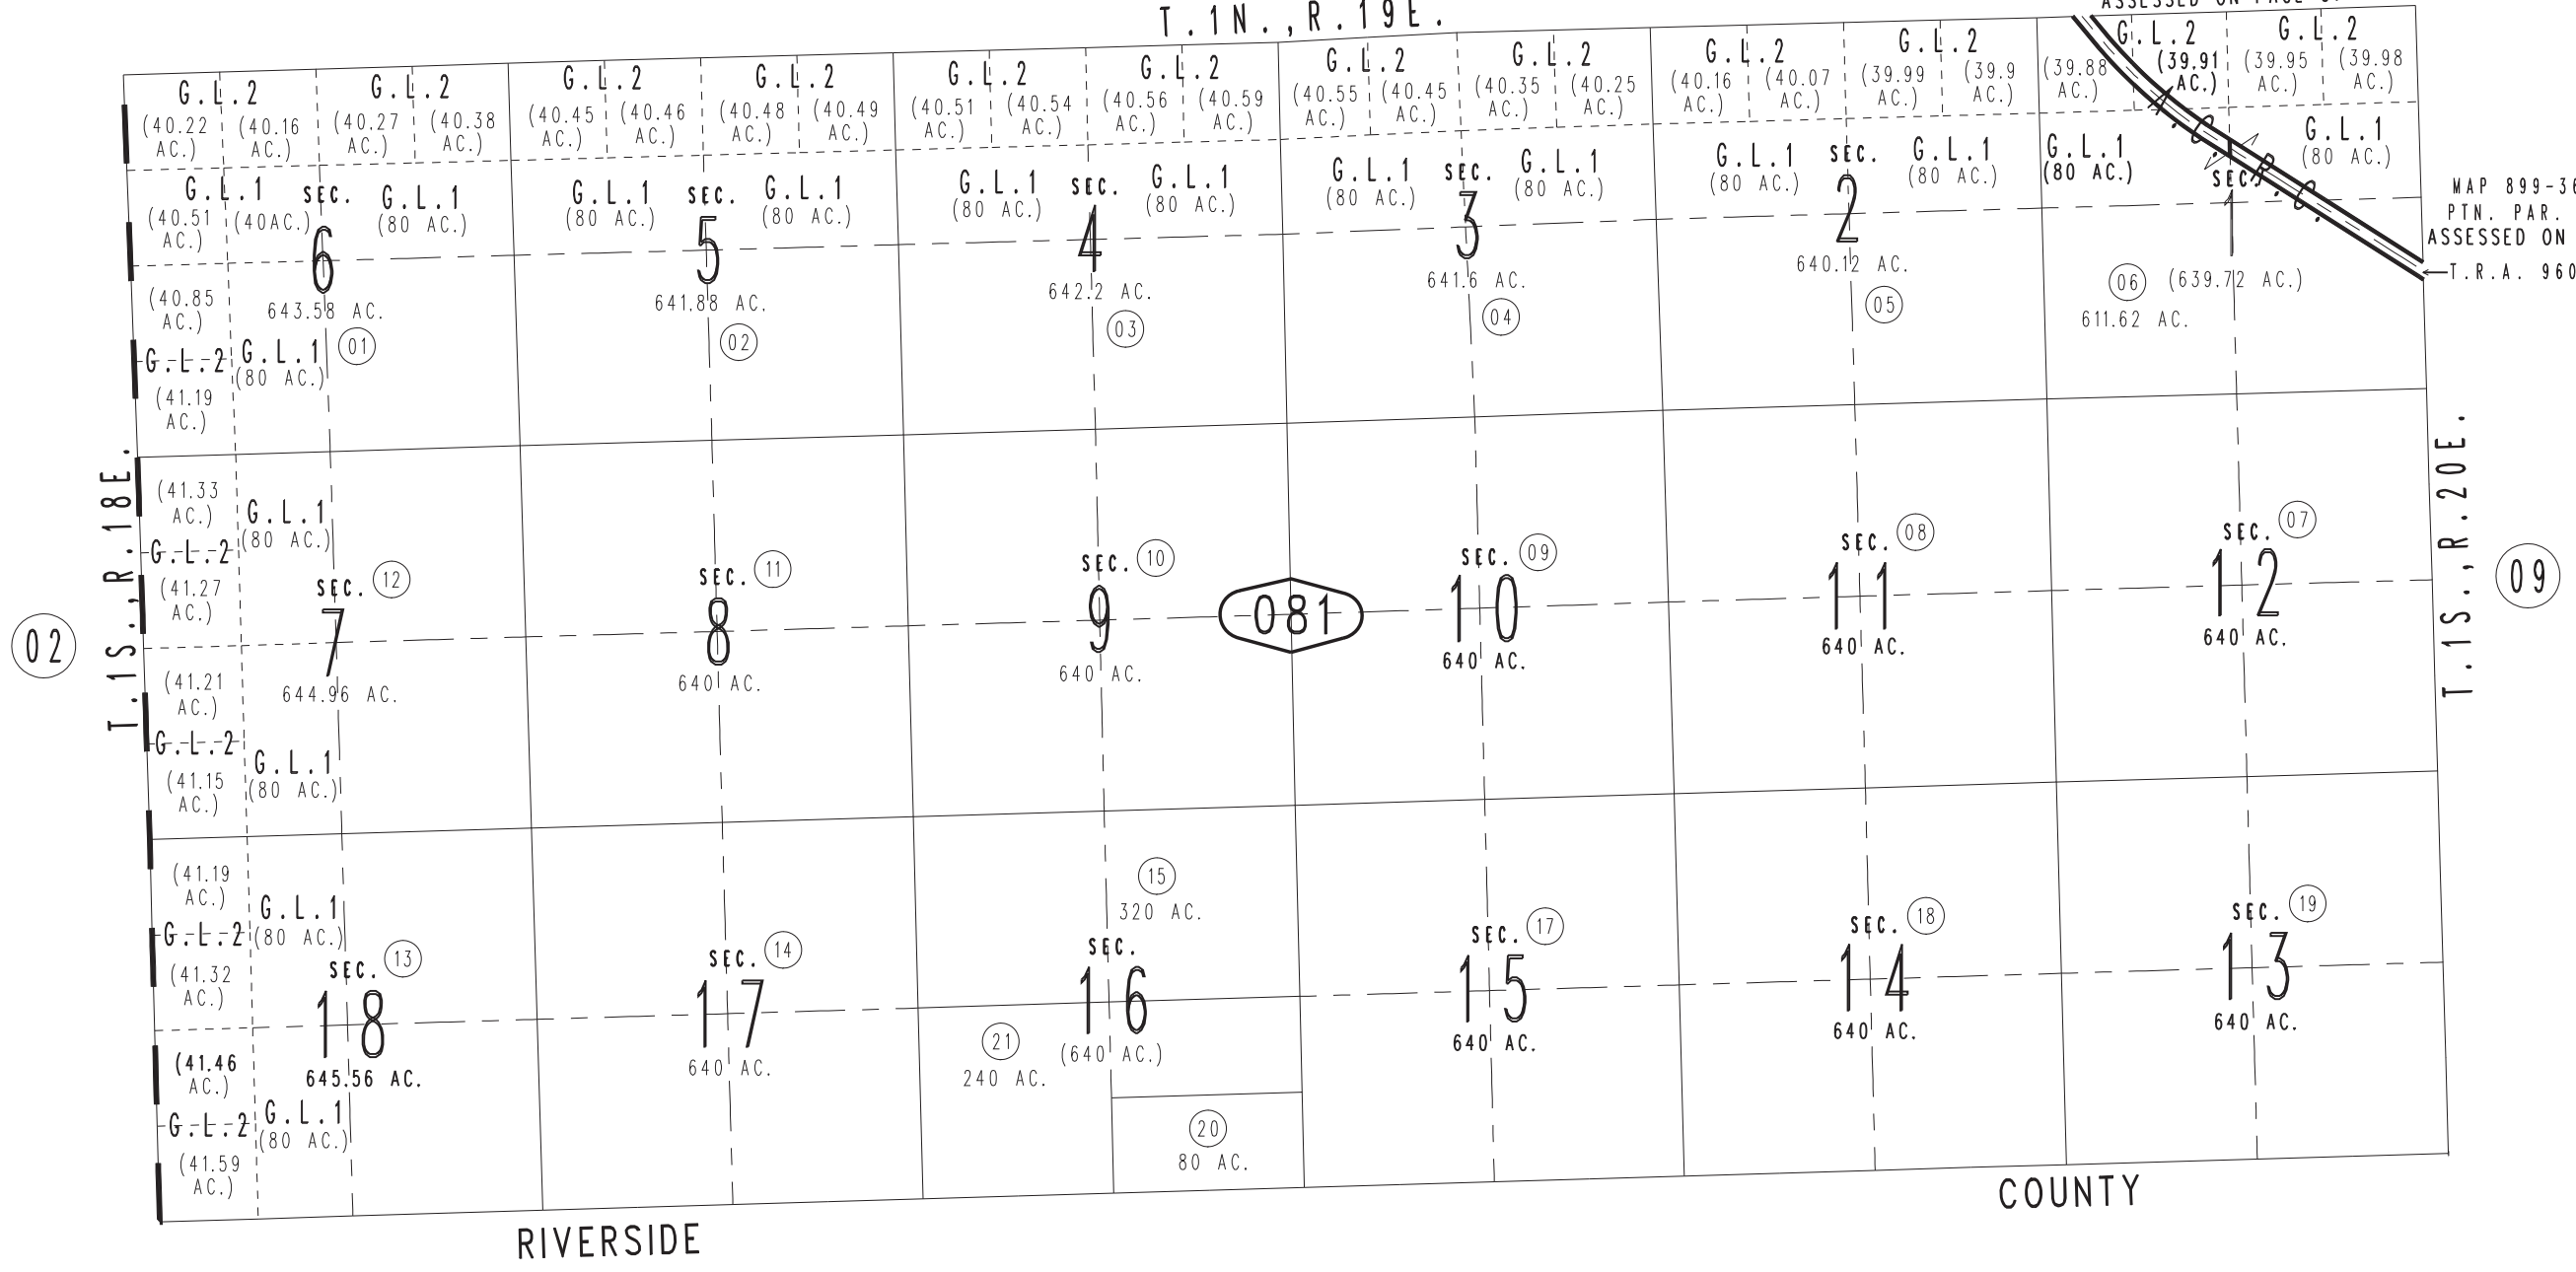 T.1N.,R.19E.
G.L.2 G.L.2 G.L.2 G.L.2 G.L.2 G.L.2 G.L.2 G.L.2 G.L.2 G.L.2 G.L.2 G.L.2
(40.22 AC.) (40.16 AC.) (40.27 AC.) (40.38 AC.) (40.45 AC.) (40.46 AC.) (40.48 AC.) (40.49 AC.) (40.51 AC.) (40.54 AC.) (40.56 AC.) (40.59 AC.) (40.55 AC.) (40.45 AC.) (40.35 AC.) (40.25 AC.) (40.16 AC.) (40.07 AC.) (39.99 AC.) (39.9 AC.) (39.88 AC.) (39.91 AC.) (39.95 AC.) (39.98 AC.)
G.L.1
(40.51 AC.)
(40AC.)
SEC.
6
G.L.1
(80 AC.)
643.58 AC.
01
(40.85 AC.)
G.L.2
(41.19 AC.)
G.L.1
(80 AC.)
G.L.1
(80 AC.)
SEC.
5
G.L.1
(80 AC.)
641.88 AC.
02
G.L.1
(80 AC.)
SEC.
4
G.L.1
(80 AC.)
642.2 AC.
03
G.L.1
(80 AC.)
SEC.
3
G.L.1
(80 AC.)
641.6 AC.
04
G.L.1
(80 AC.)
SEC.
2
G.L.1
(80 AC.)
640.12 AC.
05
G.L.1
(80 AC.)
SEC.
1
G.L.1
(80 AC.)
06
(639.72 AC.)
611.62 AC.
PTN. PAR.
ASSESSED ON
T.1S.,R.18E.
02
(41.33 AC.)
G.L.2
(41.27 AC.)
G.L.1
(80 AC.)
SEC.
12
7
644.96 AC.
(41.21 AC.)
G.L.2
(41.15 AC.)
G.L.1
(80 AC.)
SEC.
11
8
640 AC.
SEC.
10
9
640 AC.
081
SEC.
09
10
640 AC.
SEC.
08
11
640 AC.
SEC.
07
12
640 AC.
T.1S.,R.20E.
09
(41.19 AC.)
G.L.2
(41.32 AC.)
G.L.1
(80 AC.)
SEC.
13
18
645.56 AC.
(41.46 AC.)
G.L.2
(41.59 AC.)
G.L.1
(80 AC.)
SEC.
14
17
640 AC.
15
320 AC.
SEC.
16
(640 AC.)
21
240 AC.
20
80 AC.
SEC.
17
15
640 AC.
SEC.
18
14
640 AC.
SEC.
19
13
640 AC.
RIVERSIDE
COUNTY